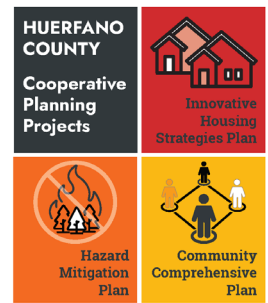 HUERFANO
COUNTY
Cooperative
Planning
Projects
Innovative
Housing
Strategies Plan
Hazard
Mitigation
Plan
Community
Comprehensive
Plan